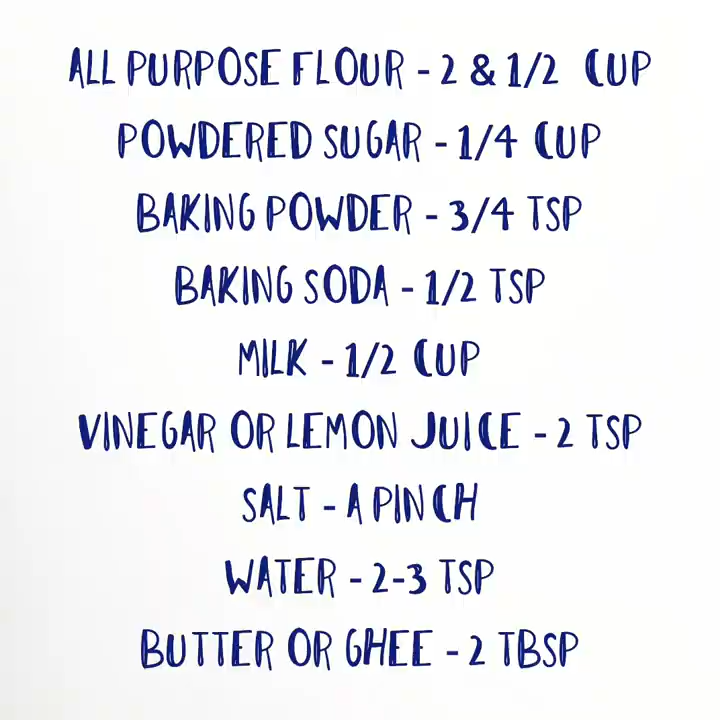 ALL PURPOSE FLOUR - 2 & 1/2 CUP
POWDERED SUGAR - 1/4 CUP
BAKING POWDER - 3/4 TSP
BAKING SODA - 1/2 TSP
MILK - 1/2 CUP
VINEGAR OR LEMON JUICE - 2 TSP
SALT - A PINCH
WATER - 2-3 TSP
BUTTER OR GHEE - 2 TBSP